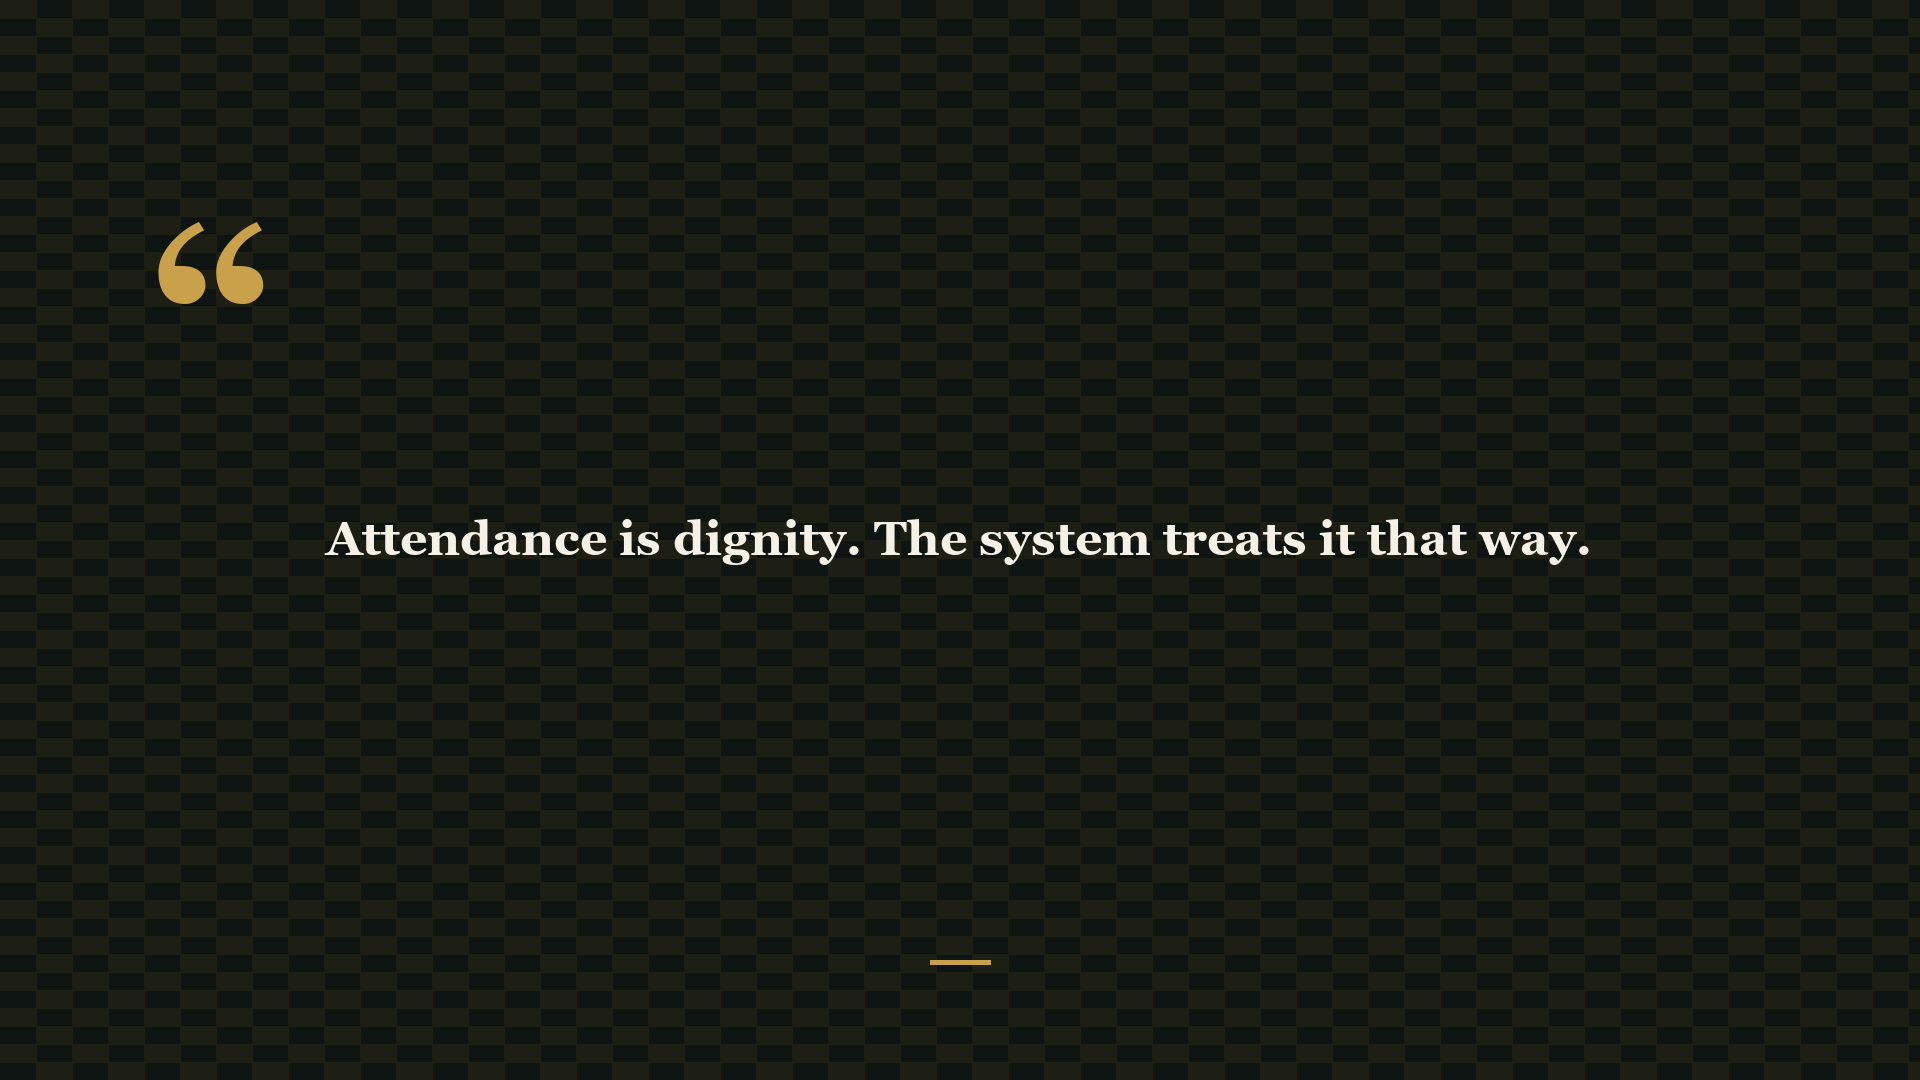 “
Attendance is dignity. The system treats it that way.